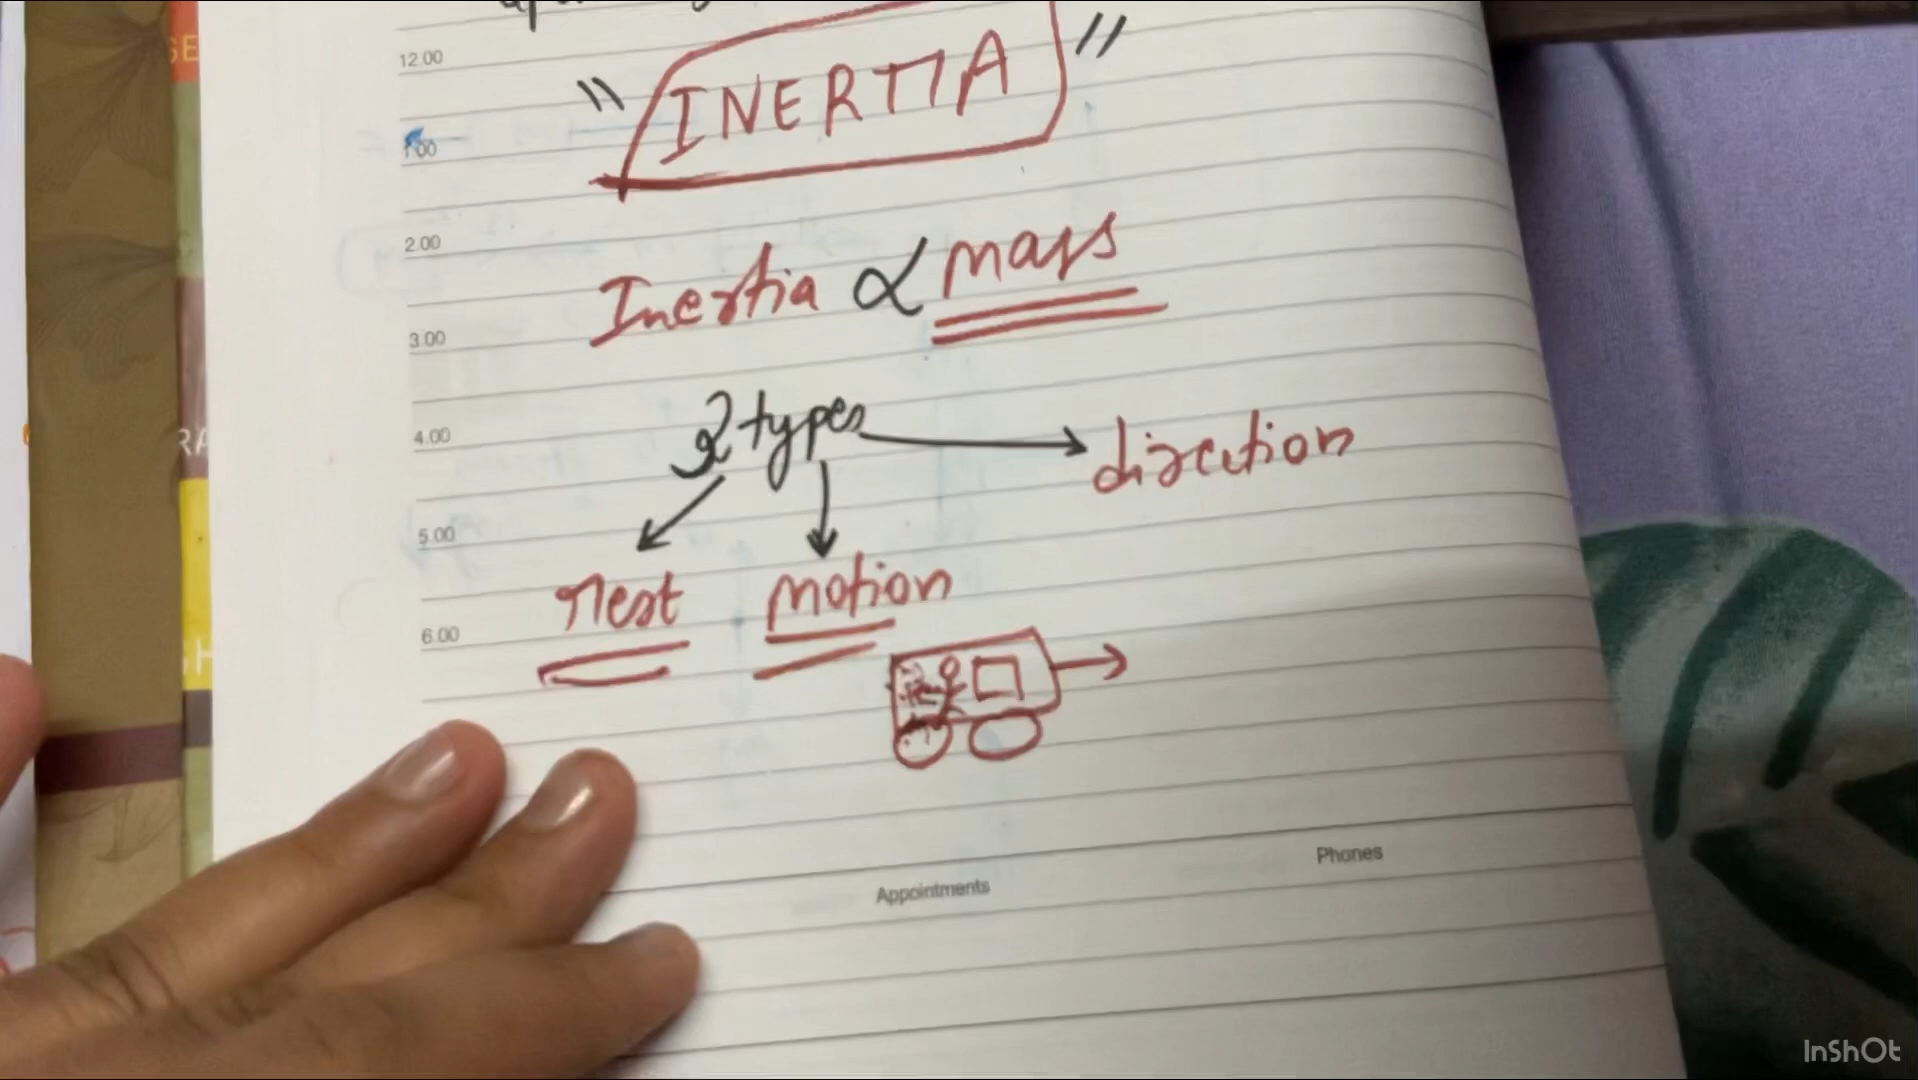 12.00
" INERTIA "
1.00
2.00
Inertia ∝ mass
3.00
2 types
direction
4.00
5.00
rest motion
6.00
Phones
Appointments
InShOt